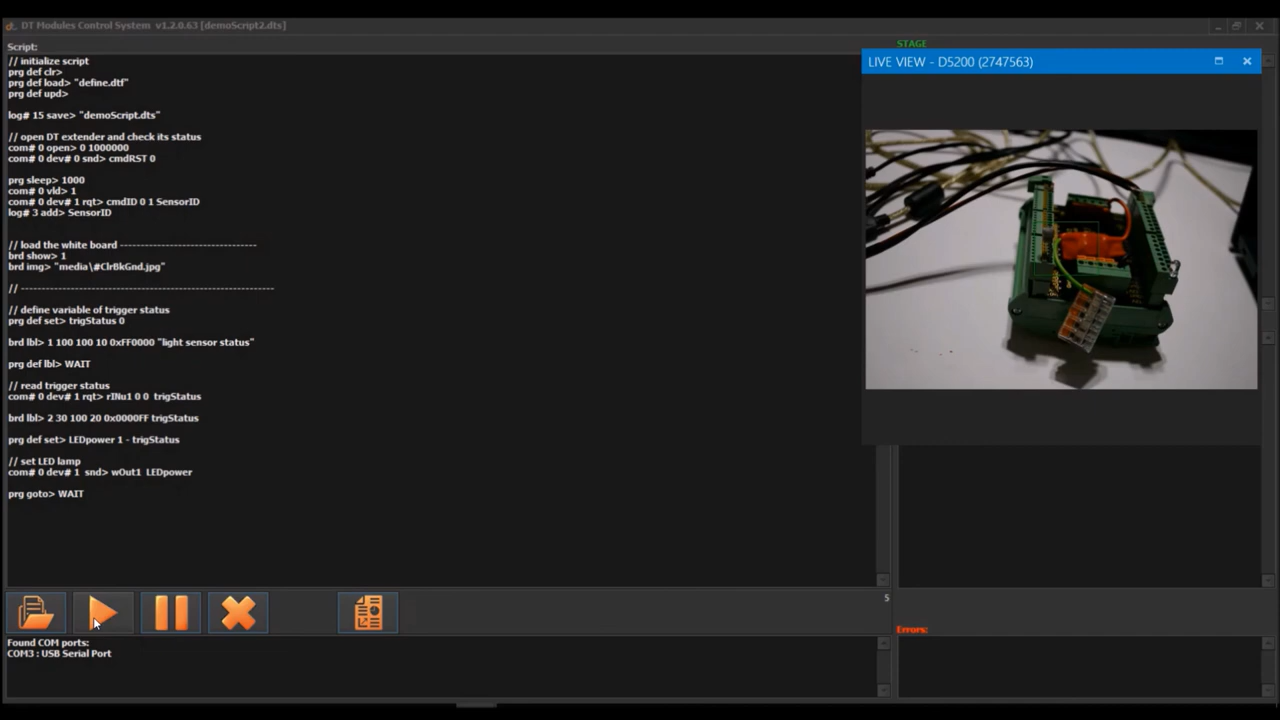 DT Modules Control System v1.2.0.63 [demoScript2.dts]
Script:
// initialize script
prg def clr>
prg def load> "define.dtf"
prg def upd>
log# 15 save> "demoScript.dts"
// open DT extender and check its status
com# 0 open> 0 1000000
com# 0 dev# 0 snd> cmdRST 0
prg sleep> 1000
com# 0 vld> 1
com# 0 dev# 1 rqt> cmdID 0 1 SensorID
log# 3 add> SensorID
// load the white board --------------------------------
brd show> 1
brd img> "media\#ClrBkGnd.jpg"
// -----------------------------------------------------------
// define variable of trigger status
prg def set> trigStatus 0
brd lbl> 1 100 100 10 0xFF0000 "light sensor status"
prg def lbl> WAIT
// read trigger status
com# 0 dev# 1 rqt> rINu1 0 0  trigStatus
brd lbl> 2 30 100 20 0x0000FF trigStatus
prg def set> LEDpower 1 - trigStatus
// set LED lamp
com# 0 dev# 1  snd> wOut1  LEDpower
prg goto> WAIT
STAGE
LIVE VIEW - D5200 (2747563)
5
Found COM ports:
COM3 : USB Serial Port
Errors: